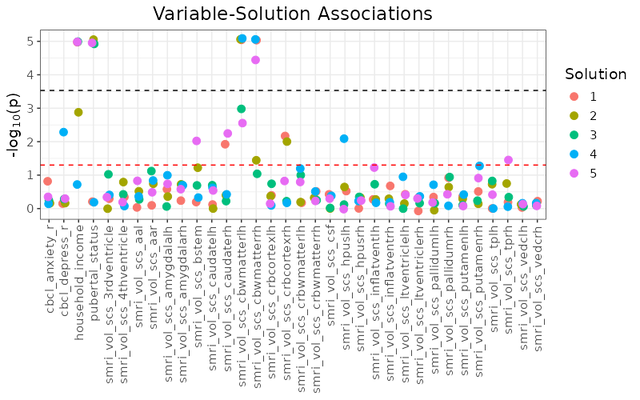 Variable-Solution Associations
-log10(p)
5
4
3
2
1
0
Solution
1
2
3
4
5
cbcl_anxiety_r
cbcl_depress_r
household_income
pubertal_status
smri_vol_scs_3rdventricle
smri_vol_scs_4thventricle
smri_vol_scs_aal
smri_vol_scs_aar
smri_vol_scs_amygdalalh
smri_vol_scs_amygdalarh
smri_vol_scs_bstem
smri_vol_scs_caudatelh
smri_vol_scs_caudaterh
smri_vol_scs_cbwmatterlh
smri_vol_scs_cbwmatterrh
smri_vol_scs_crbcortexlh
smri_vol_scs_crbcortexrh
smri_vol_scs_crbwmatterlh
smri_vol_scs_crbwmatterrh
smri_vol_scs_csf
smri_vol_scs_hpuslh
smri_vol_scs_hpusrh
smri_vol_scs_inflatventlh
smri_vol_scs_inflatventrh
smri_vol_scs_ltventriclelh
smri_vol_scs_ltventriclerh
smri_vol_scs_pallidumlh
smri_vol_scs_pallidumrh
smri_vol_scs_putamenlh
smri_vol_scs_putamenrh
smri_vol_scs_tplh
smri_vol_scs_tprh
smri_vol_scs_vedclh
smri_vol_scs_vedcrh